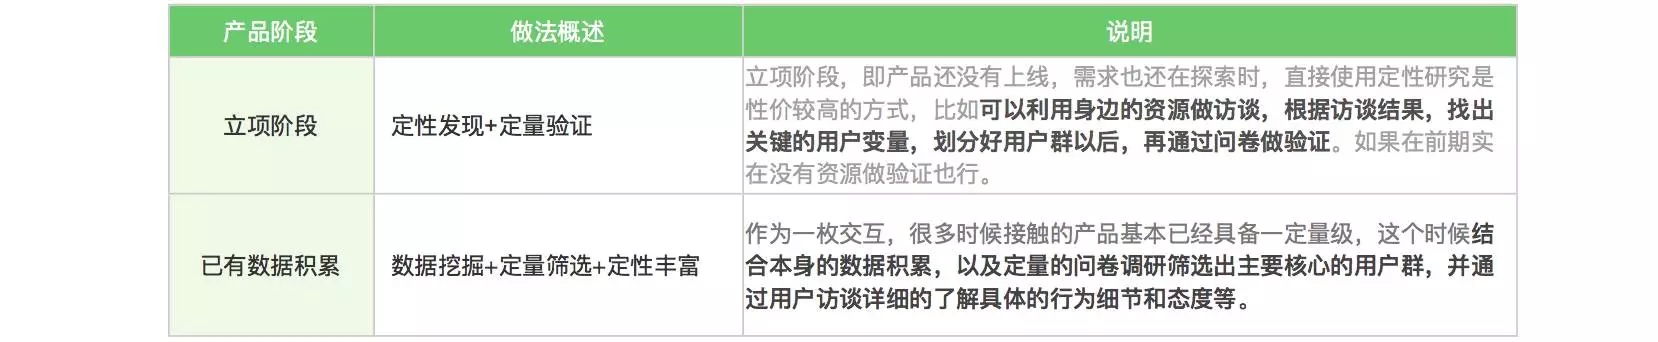 产品阶段
做法概述
说明
立项阶段
定性发现+定量验证
立项阶段，即产品还没有上线，需求也还在探索时，直接使用定性研究是
性价较高的方式，比如可以利用身边的资源做访谈，根据访谈结果，找出
关键的用户变量，划分好用户群以后，再通过问卷做验证。如果在前期实
在没有资源做验证也行。
已有数据积累
数据挖掘+定量筛选+定性丰富
作为一枚交互，很多时候接触的产品基本已经具备一定量级，这个时候结
合本身的数据积累，以及定量的问卷调研筛选出主要核心的用户群，并通
过用户访谈详细的了解具体的行为细节和态度等。